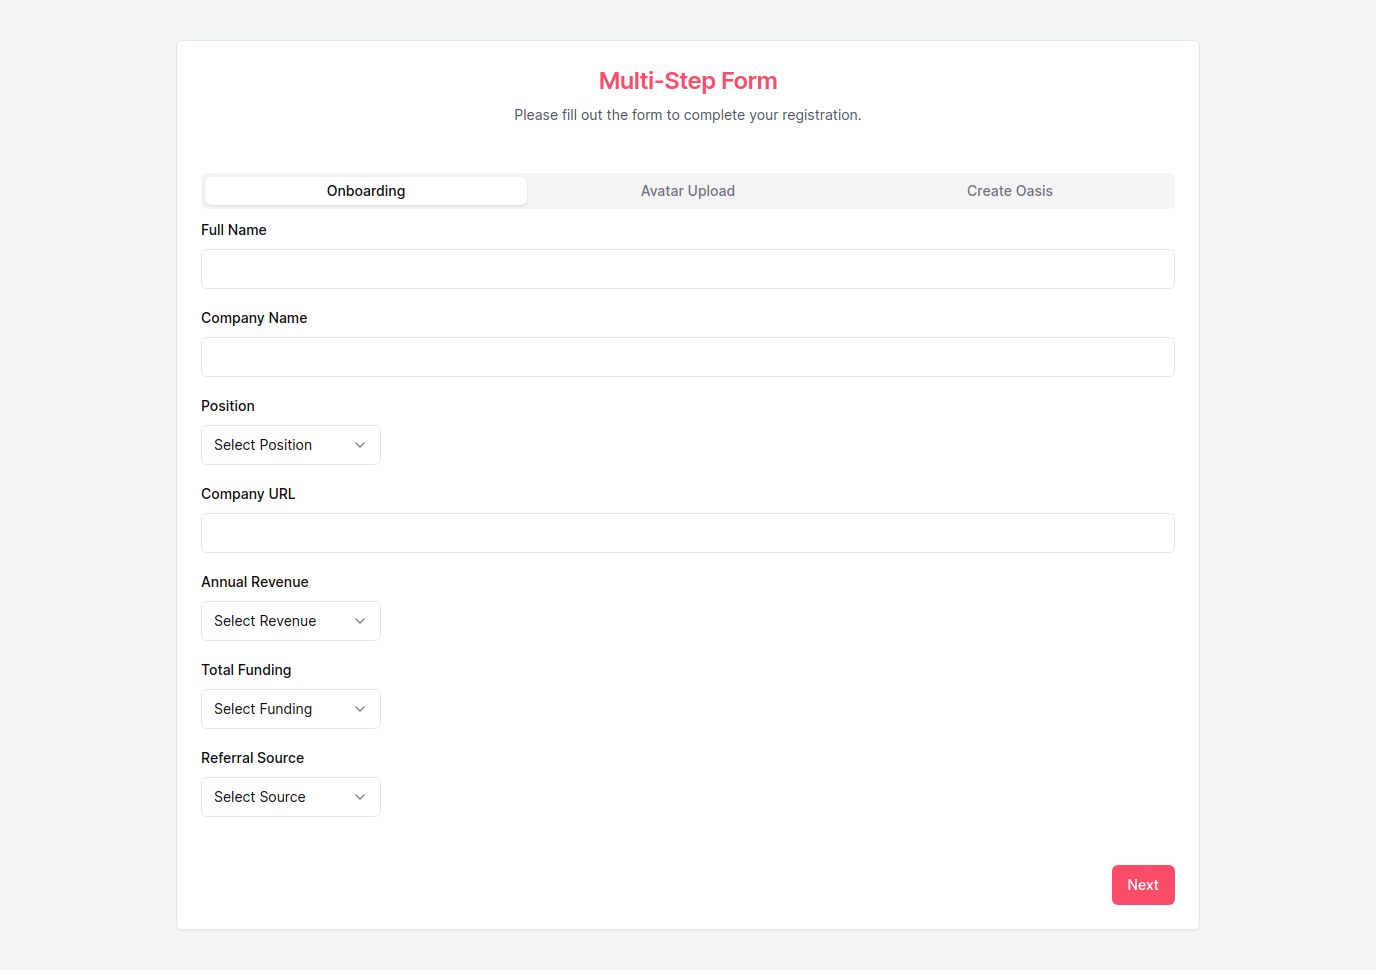 Multi-Step Form
Please fill out the form to complete your registration.
Onboarding Avatar Upload Create Oasis
Full Name
Company Name
Position
Select Position
Company URL
Annual Revenue
Select Revenue
Total Funding
Select Funding
Referral Source
Select Source
Next